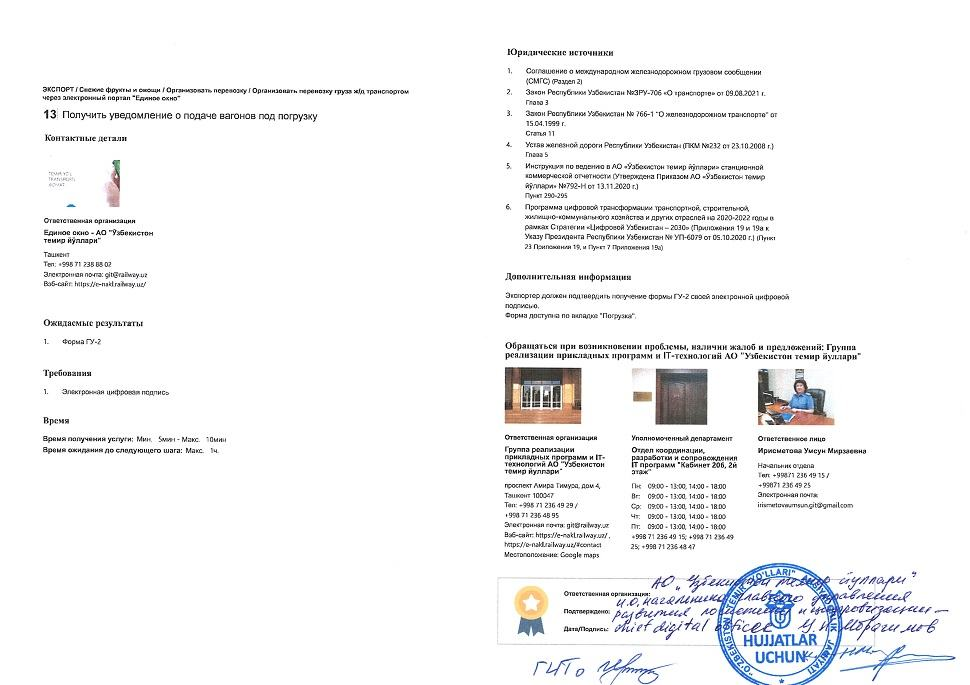 ЭКСПОРТ / Свежие фрукты и овощи / Организовать перевозку / Организовать перевозку груза ж/д транспортом
через электронный портал "Единое окно"
13 Получить уведомление о подаче вагонов под погрузку
Контактные детали
Ответственная организация
Единое окно - АО "Ўзбекистон
темир йўллари"
Ташкент
Тел: +998 71 238 88 02
Электронная почта: git@railway.uz
Вэб-сайт: https://e-nakl.railway.uz/
Ожидаемые результаты
1. Форма ГУ-2
Требования
1. Электронная цифровая подпись
Время
Время получения услуги: Мин. 5мин - Макс. 10мин
Время ожидания до следующего шага: Макс. 1ч.
Юридические источники
1. Соглашение о международном железнодорожном грузовом сообщении
(СМГС) (Раздел 2)
2. Закон Республики Узбекистан №ЗРУ-706 «О транспорте» от 09.08.2021 г.
Глава 3
3. Закон Республики Узбекистан № 766-1 "О железнодорожном транспорте" от
15.04.1999 г.
Статья 11
4. Устав железной дороги Республики Узбекистан (ПКМ №232 от 23.10.2008 г.)
Глава 5
5. Инструкция по ведению в АО «Ўзбекистон темир йўллари» станционной
коммерческой отчетности (Утверждена Приказом АО «Ўзбекистон темир
йўллари» №792-Н от 13.11.2020 г.)
Пункт 290-295
6. Программа цифровой трансформации транспортной, строительной,
жилищно-коммунального хозяйства и других отраслей на 2020-2022 годы в
рамках Стратегии «Цифровой Узбекистан – 2030» (Приложения 19 и 19а к
Указу Президента Республики Узбекистан № УП-6079 от 05.10.2020 г.) (Пункт
23 Приложения 19, и Пункт 7 Приложения 19а)
Дополнительная информация
Экспортер должен подтвердить получение формы ГУ-2 своей электронной цифровой
подписью.
Форма доступна по вкладке "Погрузка".
Обращаться при возникновении проблемы, наличии жалоб и предложений: Группа
реализации прикладных программ и IT-технологий АО "Узбекистон темир йуллари"
Ответственная организация
Группа реализации
прикладных программ и IT-
технологий АО "Узбекистон
темир йуллари"
проспект Амира Тимура, дом 4,
Ташкент 100047
Тел: +998 71 236 49 29 /
+998 71 236 48 95
Электронная почта: git@railway.uz
Вэб-сайт: https://e-nakl.railway.uz/ ,
https://e-nakl.railway.uz/#contact
Местоположение: Google maps
Уполномоченный департамент
Отдел координации,
разработки и сопровождения
IT программ "Кабинет 206, 2й
этаж"
Пн: 09:00 - 13:00, 14:00 - 18:00
Вт: 09:00 - 13:00, 14:00 - 18:00
Ср: 09:00 - 13:00, 14:00 - 18:00
Чт: 09:00 - 13:00, 14:00 - 18:00
Пт: 09:00 - 13:00, 14:00 - 18:00
+998 71 236 49 15; +998 71 236 49
25; +998 71 236 48 47
Ответственное лицо
Ирисметова Умсун Мирзаевна
Начальник отдела
Тел: +99871 236 49 15 /
+99871 236 49 25
Электронная почта:
irismetovaumsun.git@gmail.com
Ответственная организация: АО „Узбекистон темир йуллари"
и.о. начальника главного управления
Подтверждено: развития логистики и цифровизации –
Дата/Подпись: chief digital officer У.И. Ибрагимов
HUJJATLAR
UCHUN